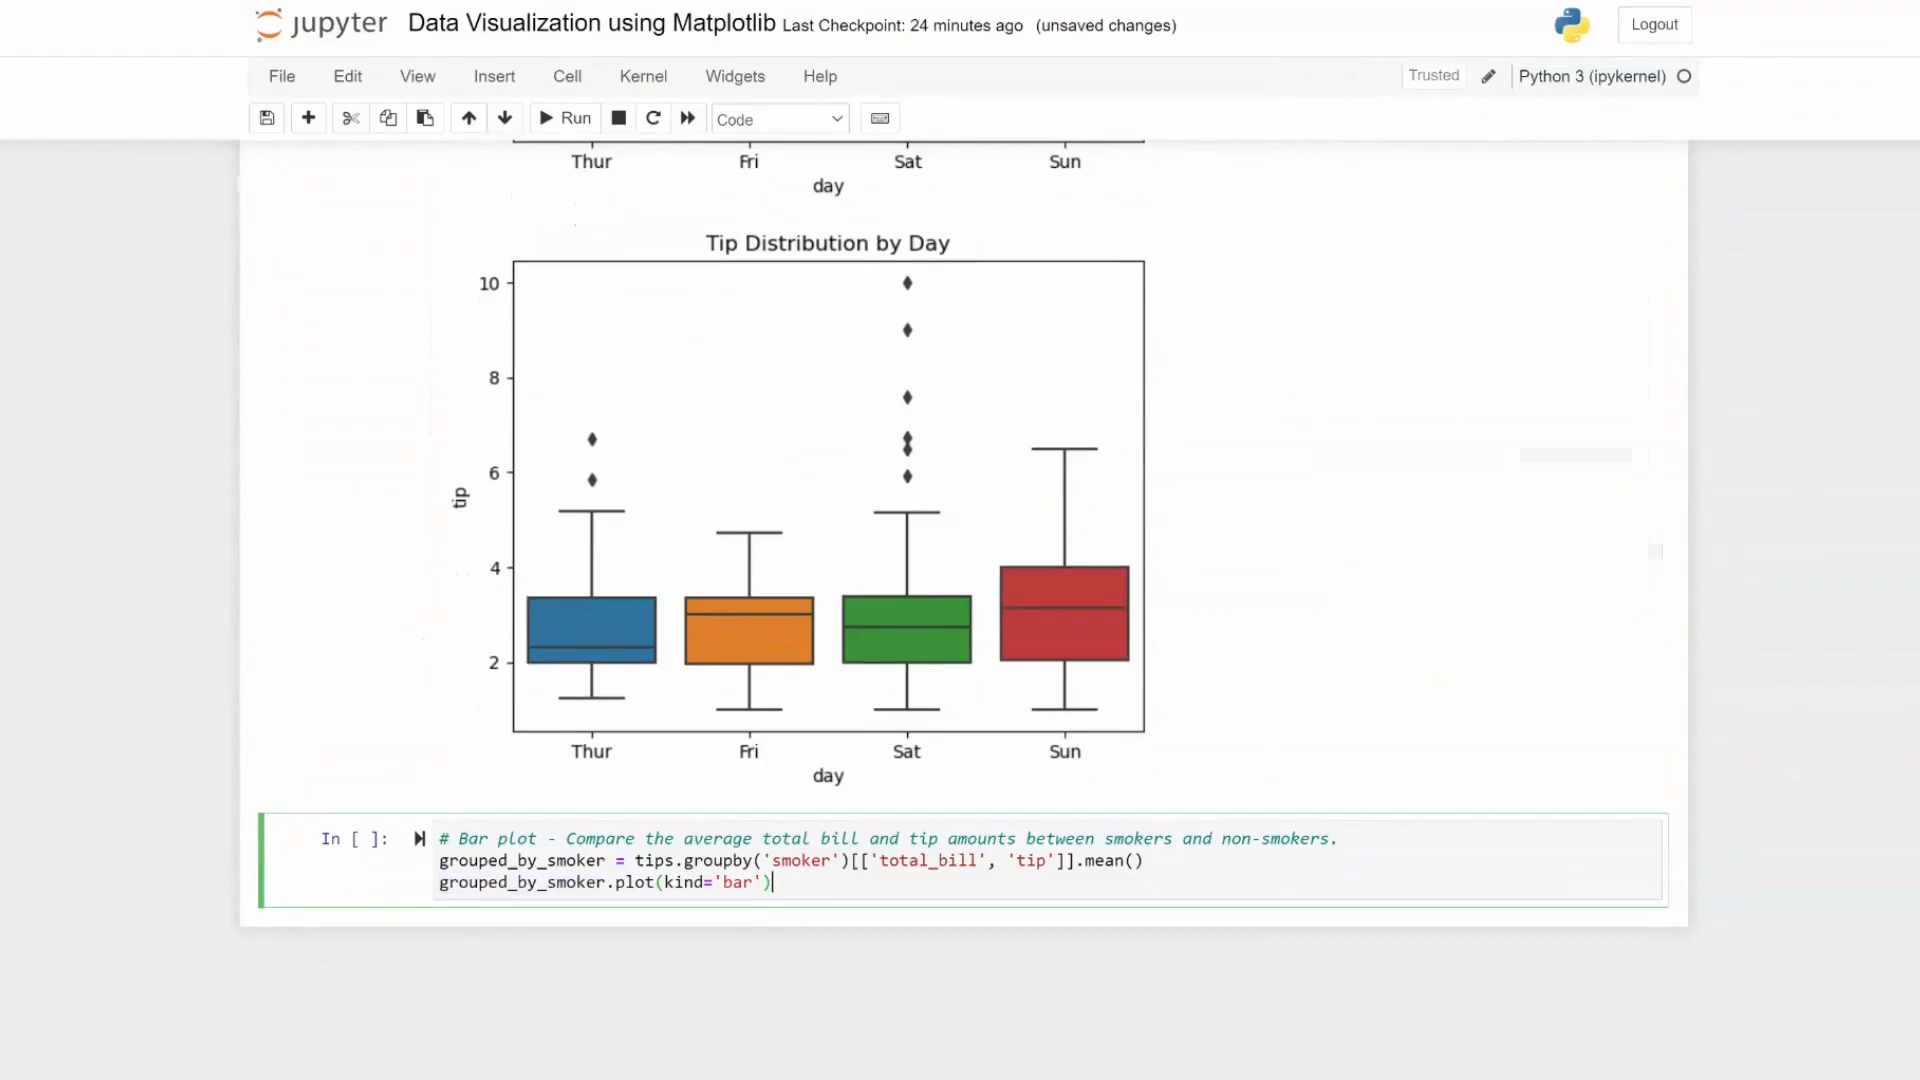 jupyter Data Visualization using Matplotlib Last Checkpoint: 24 minutes ago (unsaved changes) Logout
File Edit View Insert Cell Kernel Widgets Help Trusted Python 3 (ipykernel)
Run Code
Thur Fri Sat Sun
day
Tip Distribution by Day
10
8
6
4
2
tip
Thur Fri Sat Sun
day
In [ ]: # Bar plot - Compare the average total bill and tip amounts between smokers and non-smokers.
grouped_by_smoker = tips.groupby('smoker')[['total_bill', 'tip']].mean()
grouped_by_smoker.plot(kind='bar')